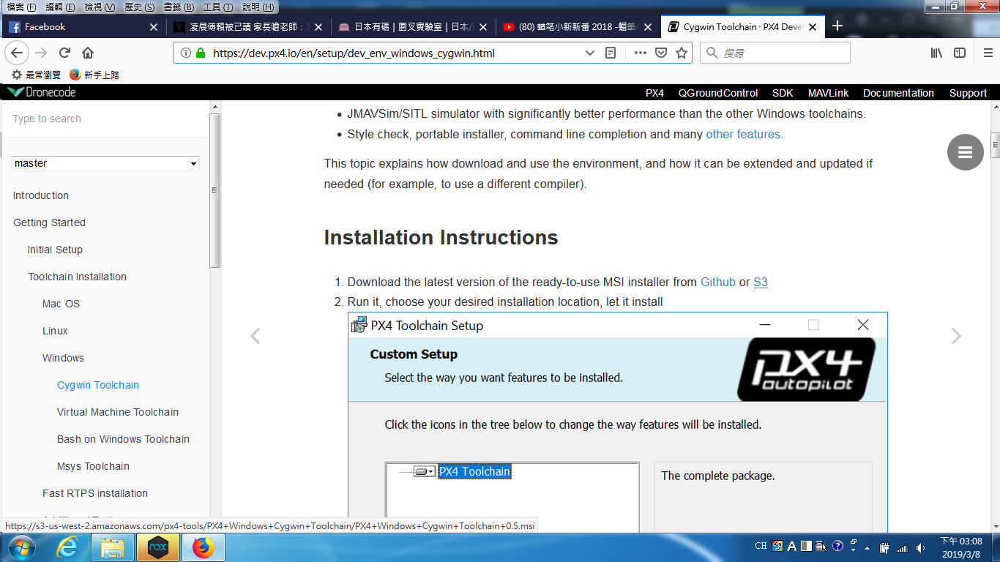 檔案 (F) 編輯 (E) 檢視 (V) 歷史 (S) 書籤 (B) 工具 (T) 說明 (H)
Facebook
凌晨傳賴被已讀 家長嗆老師：
日本有碼 | 圈叉實驗室 | 日本/
(80) 蜡笔小新新番 2018 -蠟筆
Cygwin Toolchain · PX4 Devel
https://dev.px4.io/en/setup/dev_env_windows_cygwin.html
搜尋
最常瀏覽 新手上路
Dronecode
PX4 QGroundControl SDK MAVLink Documentation Support
Type to search
master
Introduction
Getting Started
Initial Setup
Toolchain Installation
Mac OS
Linux
Windows
Cygwin Toolchain
Virtual Machine Toolchain
Bash on Windows Toolchain
Msys Toolchain
Fast RTPS installation
• JMAVSim/SITL simulator with significantly better performance than the other Windows toolchains.
• Style check, portable installer, command line completion and many other features.
This topic explains how download and use the environment, and how it can be extended and updated if
needed (for example, to use a different compiler).
Installation Instructions
1. Download the latest version of the ready-to-use MSI installer from Github or S3
2. Run it, choose your desired installation location, let it install
PX4 Toolchain Setup
Custom Setup
Select the way you want features to be installed.
px4
autopilot
Click the icons in the tree below to change the way features will be installed.
PX4 Toolchain
The complete package.
https://s3-us-west-2.amazonaws.com/px4-tools/PX4+Windows+Cygwin+Toolchain/PX4+Windows+Cygwin+Toolchain+0.5.msi
nox
CH
A
下午 03:08
2019/3/8